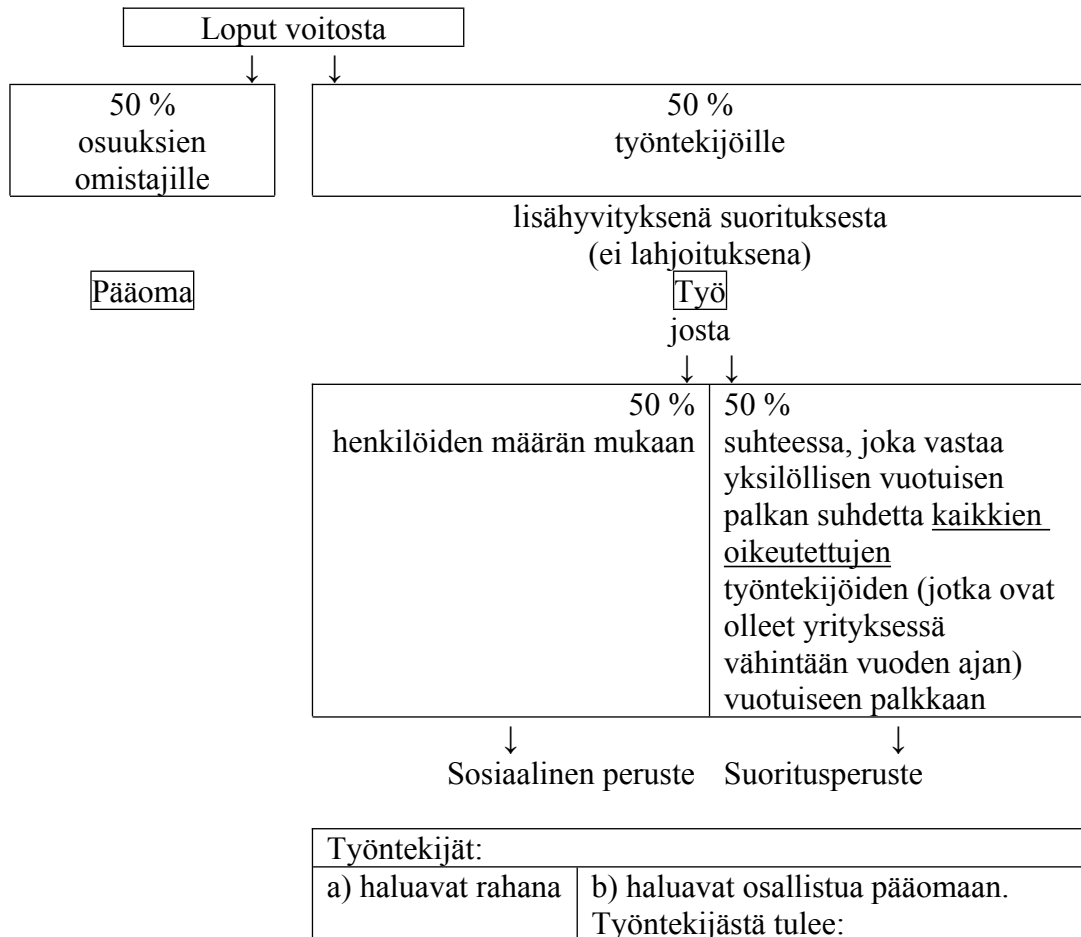 Loput voitosta
↓ ↓
50 %
osuuksien
omistajille
50 %
työntekijöille
lisähyvityksenä suorituksesta
(ei lahjoituksena)
Pääoma
Työ
josta
↓ ↓
50 %
henkilöiden määrän mukaan
50 %
suhteessa, joka vastaa
yksilöllisen vuotuisen
palkan suhdetta kaikkien
oikeutettujen
työntekijöiden (jotka ovat
olleet yrityksessä
vähintään vuoden ajan)
vuotuiseen palkkaan
↓ ↓
Sosiaalinen peruste
Suoritusperuste
Työntekijät:
a) haluavat rahana
b) haluavat osallistua pääomaan.
Työntekijästä tulee: